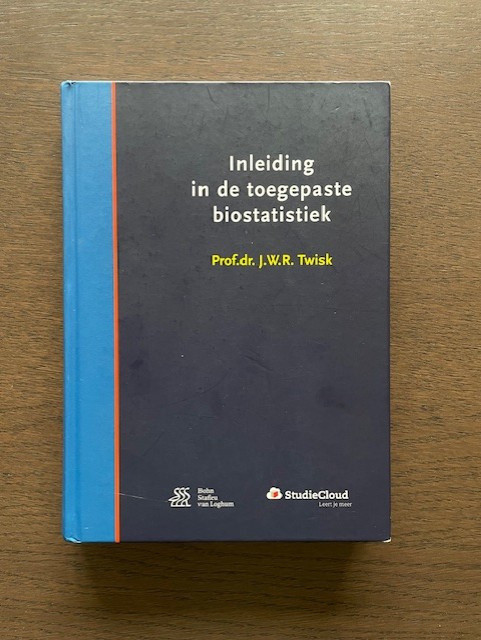 Inleiding
in de toegepaste
biostatistiek
Prof.dr. J.W.R. Twisk
Bohn
Stafleu
van Loghum
StudieCloud
Leert je meer